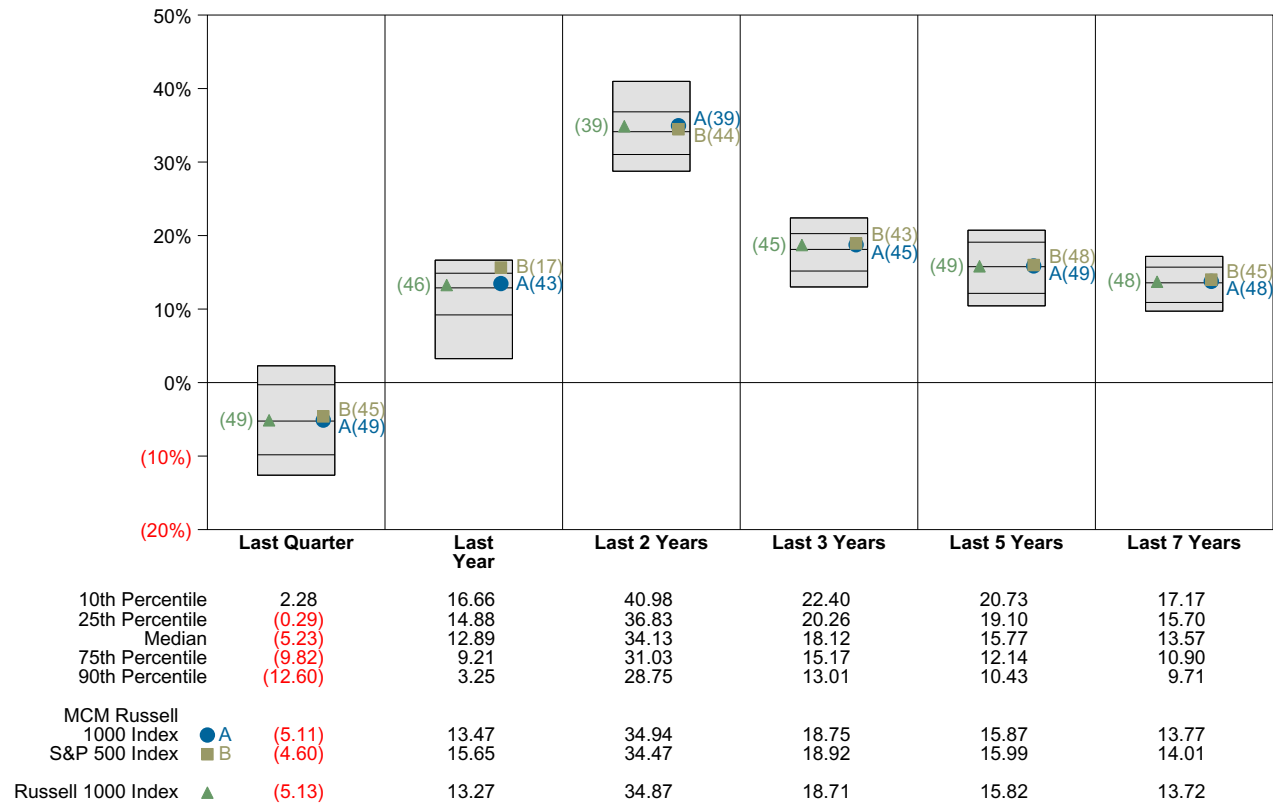 50%
40%
30%
20%
10%
0%
(10%)
(20%)
(49)
B(45)
A(49)
(46)
B(17)
A(43)
(39)
A(39)
B(44)
(45)
B(43)
A(45)
(49)
B(48)
A(49)
(48)
B(45)
A(48)
Last Quarter Last Last 2 Years Last 3 Years Last 5 Years Last 7 Years
Year
10th Percentile 2.28 16.66 40.98 22.40 20.73 17.17
25th Percentile (0.29) 14.88 36.83 20.26 19.10 15.70
Median (5.23) 12.89 34.13 18.12 15.77 13.57
75th Percentile (9.82) 9.21 31.03 15.17 12.14 10.90
90th Percentile (12.60) 3.25 28.75 13.01 10.43 9.71
MCM Russell
1000 Index A (5.11) 13.47 34.94 18.75 15.87 13.77
S&P 500 Index B (4.60) 15.65 34.47 18.92 15.99 14.01
Russell 1000 Index (5.13) 13.27 34.87 18.71 15.82 13.72